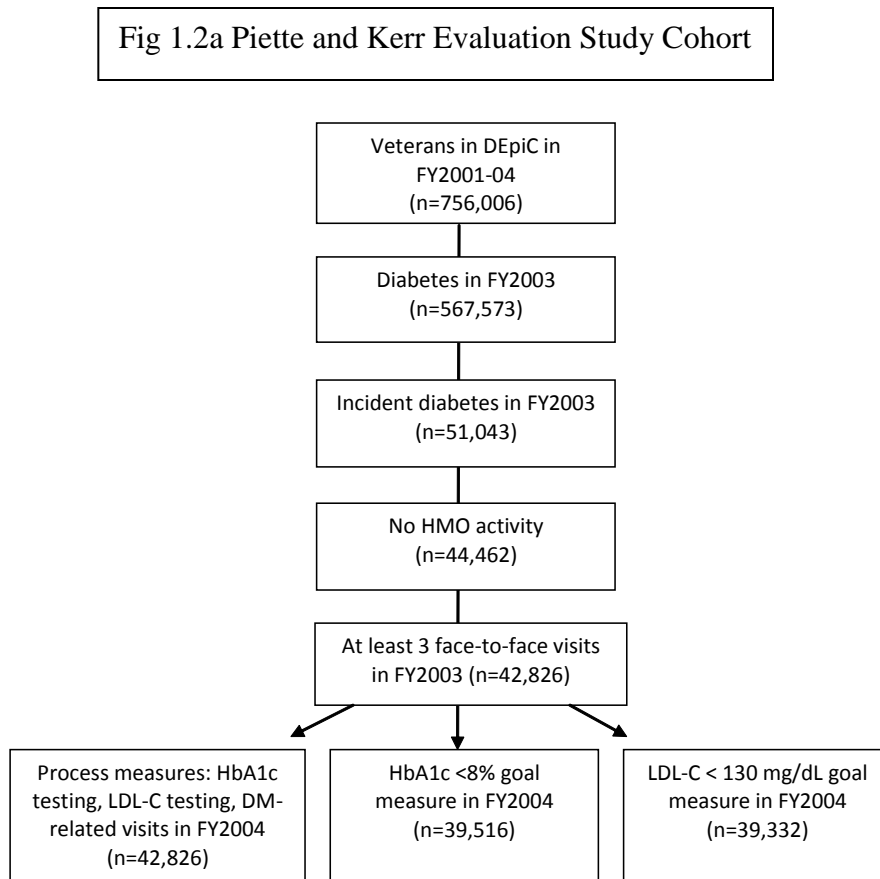 Fig 1.2a Piette and Kerr Evaluation Study Cohort
Veterans in DEpiC in
FY2001-04
(n=756,006)
Diabetes in FY2003
(n=567,573)
Incident diabetes in FY2003
(n=51,043)
No HMO activity
(n=44,462)
At least 3 face-to-face visits
in FY2003 (n=42,826)
Process measures: HbA1c
testing, LDL-C testing, DM-
related visits in FY2004
(n=42,826)
HbA1c <8% goal
measure in FY2004
(n=39,516)
LDL-C < 130 mg/dL goal
measure in FY2004
(n=39,332)